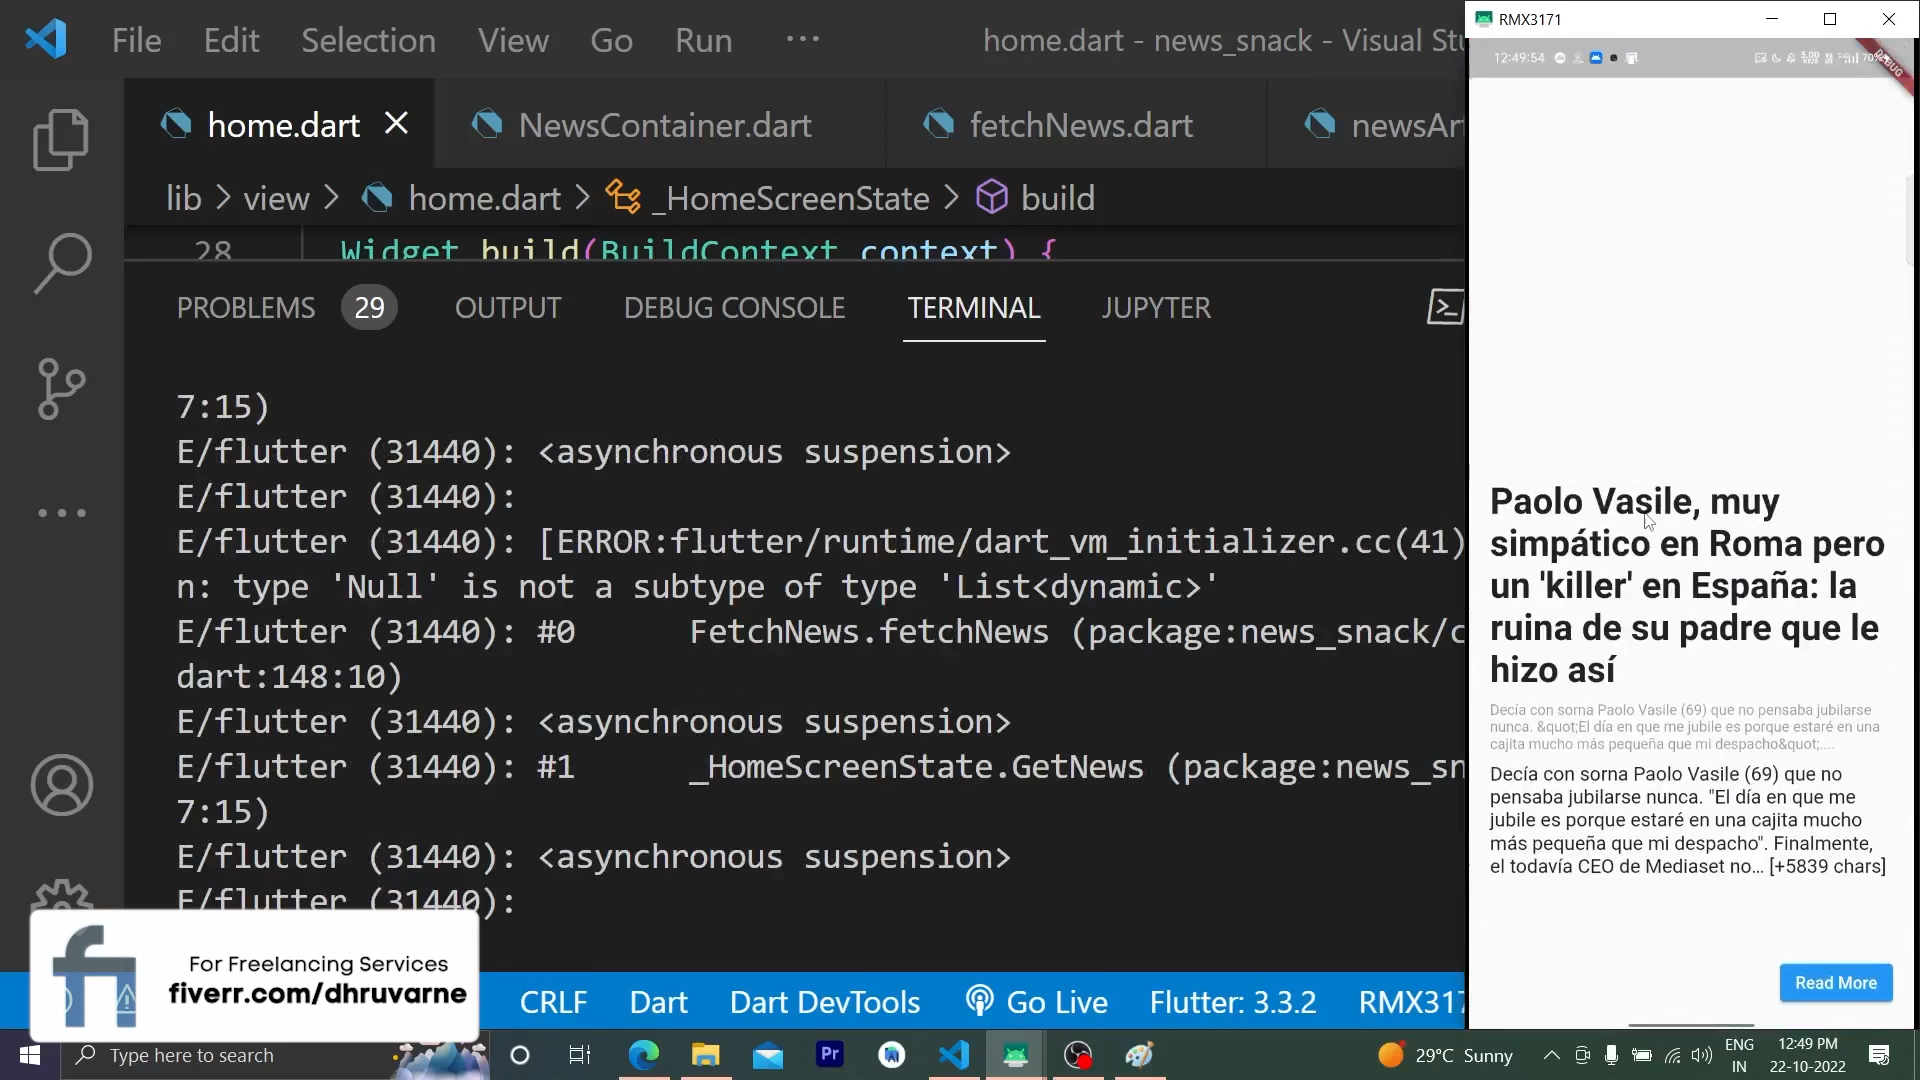 File Edit Selection View Go Run ...
home.dart - news_snack - Visual Stu
home.dart
NewsContainer.dart
fetchNews.dart
newsAr
lib > view > home.dart > _HomeScreenState > build
28 Widget build(BuildContext context) {
PROBLEMS 29 OUTPUT DEBUG CONSOLE TERMINAL JUPYTER
7:15)
E/flutter (31440): <asynchronous suspension>
E/flutter (31440):
E/flutter (31440): [ERROR:flutter/runtime/dart_vm_initializer.cc(41)
n: type 'Null' is not a subtype of type 'List<dynamic>'
E/flutter (31440): #0      FetchNews.fetchNews (package:news_snack/c
dart:148:10)
E/flutter (31440): <asynchronous suspension>
E/flutter (31440): #1      _HomeScreenState.GetNews (package:news_sn
7:15)
E/flutter (31440): <asynchronous suspension>
E/flutter (31440):
For Freelancing Services
fiverr.com/dhruvarne
CRLF Dart Dart DevTools Go Live Flutter: 3.3.2 RMX317
RMX3171
12:49:54
70%
DEBUG
Paolo Vasile, muy
simpático en Roma pero
un 'killer' en España: la
ruina de su padre que le
hizo así
Decía con sorna Paolo Vasile (69) que no pensaba jubilarse
nunca. &quot;El día en que me jubile es porque estaré en una
cajita mucho más pequeña que mi despacho&quot;....
Decía con sorna Paolo Vasile (69) que no
pensaba jubilarse nunca. "El día en que me
jubile es porque estaré en una cajita mucho
más pequeña que mi despacho". Finalmente,
el todavía CEO de Mediaset no... [+5839 chars]
Read More
Type here to search
Pr
29°C Sunny
ENG
IN
12:49 PM
22-10-2022